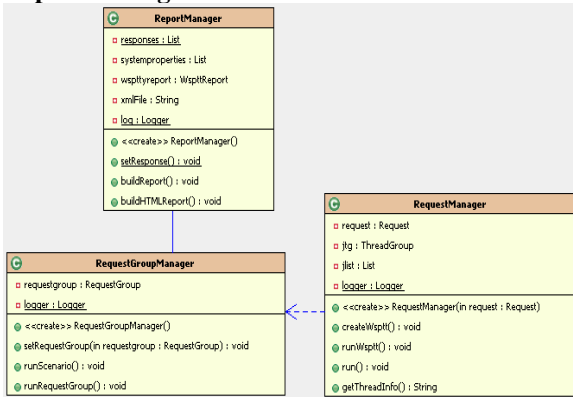 ReportManager
responses : List
systemproperties : List
wspttyreport : WspttReport
xmlFile : String
log : Logger
<<create>> ReportManager()
setResponse() : void
buildReport() : void
buildHTMLReport() : void
RequestGroupManager
requestgroup : RequestGroup
logger : Logger
<<create>> RequestGroupManager()
setRequestGroup(in requestgroup : RequestGroup) : void
runScenario() : void
runRequestGroup() : void
RequestManager
request : Request
jtg : ThreadGroup
jlist : List
logger : Logger
<<create>> RequestManager(in request : Request)
createWsptt() : void
runWsptt() : void
run() : void
getThreadInfo() : String